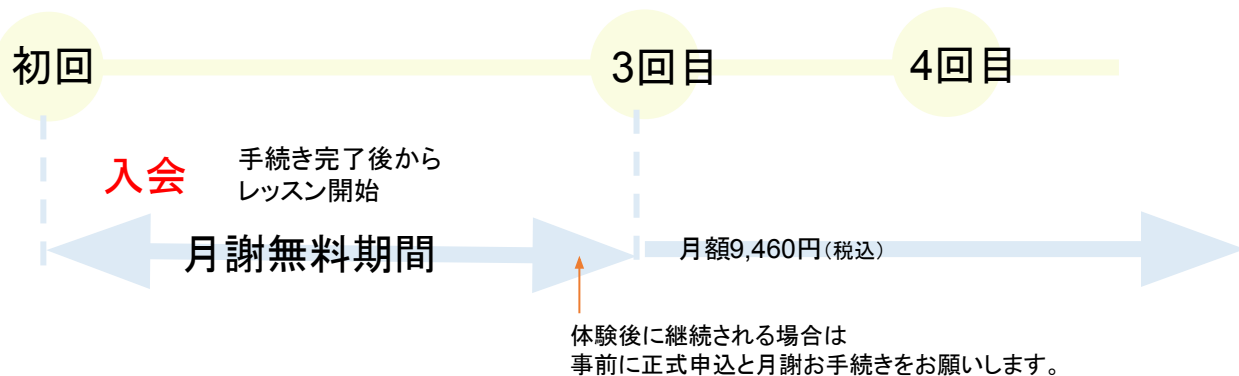 初回
3回目
4回目
入会
手続き完了後から
レッスン開始
月謝無料期間
月額9,460円（税込）
体験後に継続される場合は
事前に正式申込と月謝お手続きをお願いします。